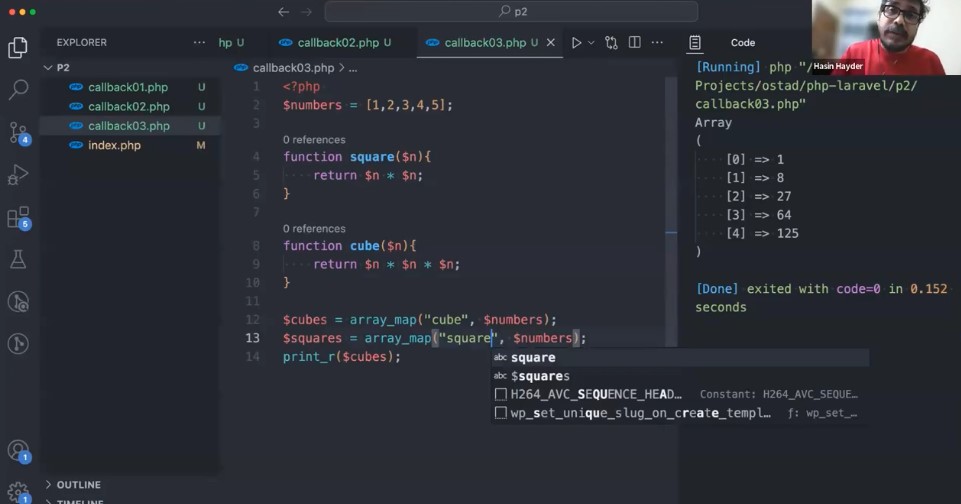 p2
EXPLORER
hp U
callback02.php U
callback03.php U
Code
P2
callback01.php U
callback02.php U
callback03.php U
index.php M
callback03.php > ...
1 <?php
2 $numbers = [1,2,3,4,5];
3
0 references
4 function square($n){
5 return $n * $n;
6 }
7
0 references
8 function cube($n){
9 return $n * $n * $n;
10 }
11
12 $cubes = array_map("cube", $numbers);
13 $squares = array_map("square", $numbers);
14 print_r($cubes);
abc square
abc $squares
H264_AVC_SEQUENCE_HEAD… Constant: H264_AVC_SEQUE...
wp_set_unique_slug_on_create_templ… ƒ: wp_set_…
Hasin Hayder
[Running] php "/
Projects/ostad/php-laravel/p2/
callback03.php"
Array
(
[0] => 1
[1] => 8
[2] => 27
[3] => 64
[4] => 125
)
[Done] exited with code=0 in 0.152
seconds
4
5
1
1
OUTLINE
TIMELINE